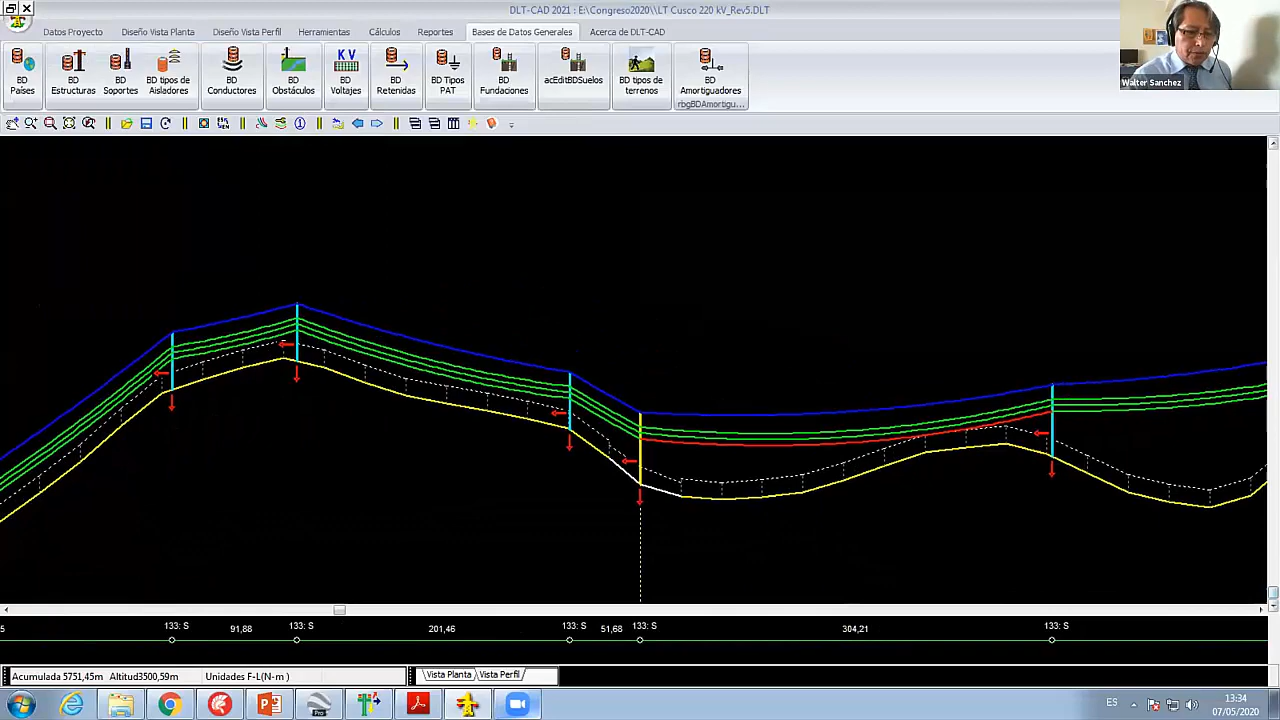 DLT-CAD 2021 : E:\Congreso2020\\LT Cusco 220 kV_Rev5.DLT
Datos Proyecto
Diseño Vista Planta
Diseño Vista Perfil
Herramientas
Cálculos
Reportes
Bases de Datos Generales
Acerca de DLT-CAD
BD
Países
BD
Estructuras
BD
Soportes
BD tipos de
Aisladores
BD
Conductores
BD
Obstáculos
KV
BD
Voltajes
BD
Retenidas
BD Tipos
PAT
BD
Fundaciones
acEditBDSuelos
BD tipos de
terrenos
BD
Amortiguadores
rbgBDAmortigu...
Walter Sanchez
5
133: S
91,88
133: S
201,46
133: S
51,68
133: S
304,21
133: S
Acumulada 5751,45m
Altitud3500,59m
Unidades F-L(N-m )
Vista Planta
Vista Perfil
Pro
ES
13:34
07/05/2020